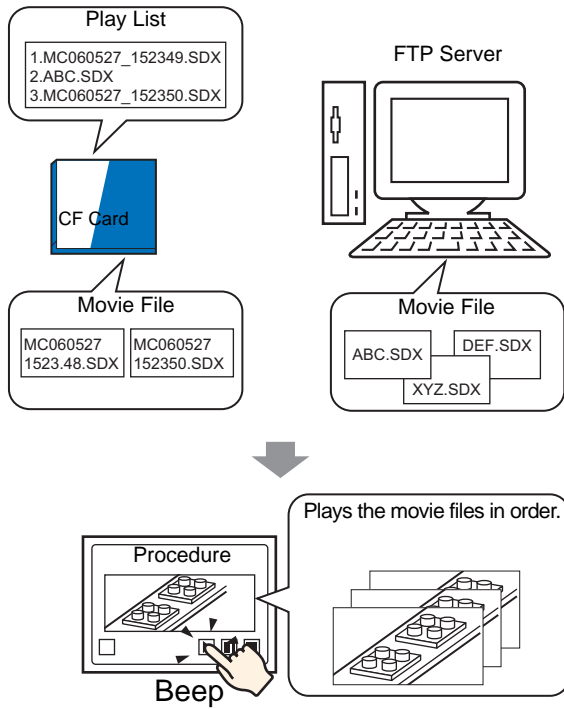 Play List
1.MC060527_152349.SDX
2.ABC.SDX
3.MC060527_152350.SDX
CF Card
Movie File
MC060527
1523.48.SDX
MC060527
152350.SDX
FTP Server
Movie File
ABC.SDX
DEF.SDX
XYZ.SDX
Plays the movie files in order.
Procedure
Beep